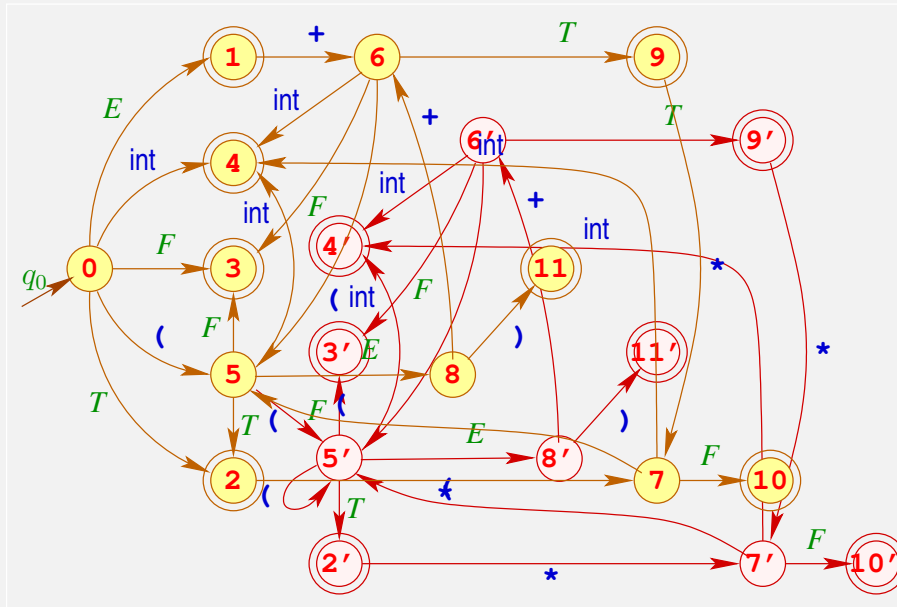 + T
1 6 9
E int + T
6′ int 9′
int 4 int
int F + int
F 4′ *
q0 0 3 11
( int F
( F ) *
3′ E 11′
5 8
T ( F ( )
T E
5′ 8′
2 ( * 7 F 10
T F
2′ * 7′ 10′